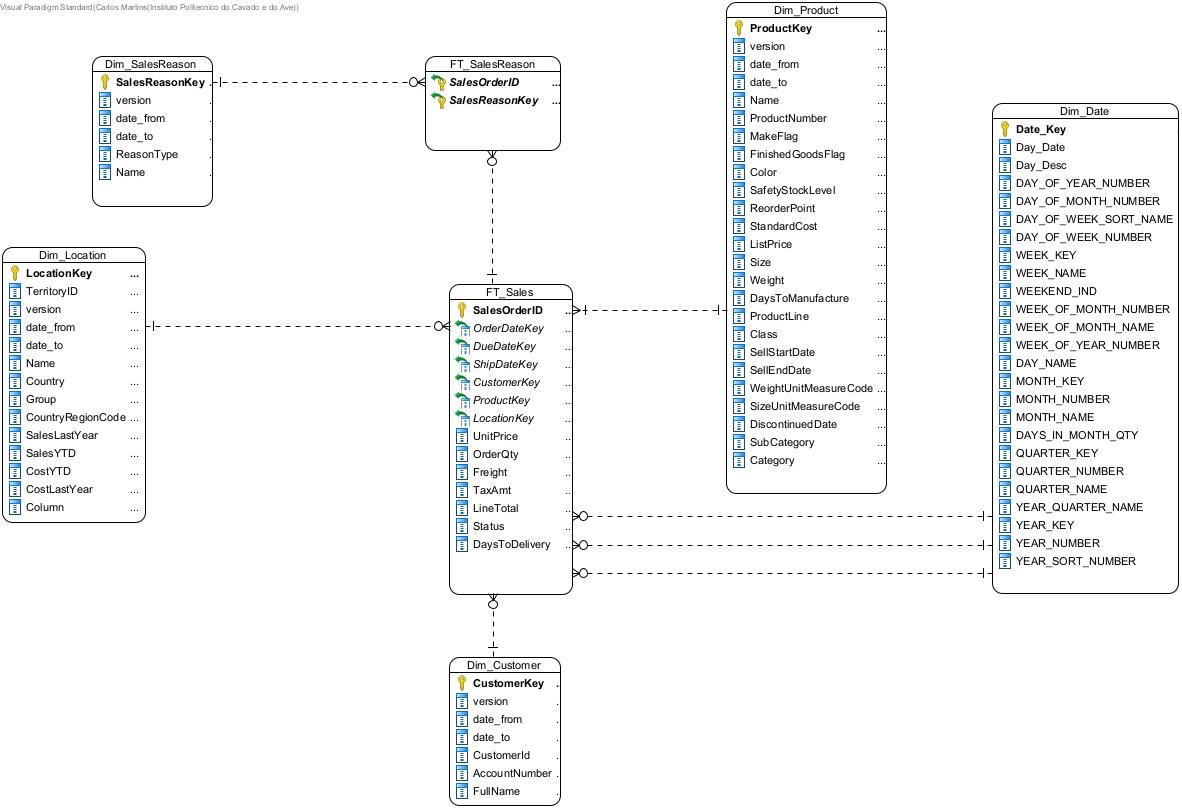 Visual Paradigm Standard(Carlos Martins(Instituto Politecnico do Cavado e do Ave))
Dim_SalesReason
SalesReasonKey .
version
date_from .
date_to .
ReasonType .
Name .
FT_SalesReason
SalesOrderID ...
SalesReasonKey ...
Dim_Product
ProductKey ...
version ...
date_from ...
date_to ...
Name ...
ProductNumber ...
MakeFlag ...
FinishedGoodsFlag ...
Color ...
SafetyStockLevel ...
ReorderPoint ...
StandardCost ...
ListPrice ...
Size ...
Weight ...
DaysToManufacture ...
ProductLine ...
Class ...
SellStartDate ...
SellEndDate ...
WeightUnitMeasureCode ...
SizeUnitMeasureCode ...
DiscontinuedDate ...
SubCategory ...
Category ...
Dim_Date
Date_Key
Day_Date
Day_Desc
DAY_OF_YEAR_NUMBER
DAY_OF_MONTH_NUMBER
DAY_OF_WEEK_SORT_NAME
DAY_OF_WEEK_NUMBER
WEEK_KEY
WEEK_NAME
WEEKEND_IND
WEEK_OF_MONTH_NUMBER
WEEK_OF_MONTH_NAME
WEEK_OF_YEAR_NUMBER
DAY_NAME
MONTH_KEY
MONTH_NUMBER
MONTH_NAME
DAYS_IN_MONTH_QTY
QUARTER_KEY
QUARTER_NUMBER
QUARTER_NAME
YEAR_QUARTER_NAME
YEAR_KEY
YEAR_NUMBER
YEAR_SORT_NUMBER
Dim_Location
LocationKey ...
TerritoryID ...
version ...
date_from ...
date_to ...
Name ...
Country ...
Group ...
CountryRegionCode ...
SalesLastYear ...
SalesYTD ...
CostYTD ...
CostLastYear ...
Column ...
FT_Sales
SalesOrderID ..
OrderDateKey ..
DueDateKey ..
ShipDateKey ..
CustomerKey ..
ProductKey ..
LocationKey ..
UnitPrice ..
OrderQty ..
Freight ..
TaxAmt ..
LineTotal ..
Status ..
DaysToDelivery ..
Dim_Customer
CustomerKey .
version .
date_from .
date_to .
CustomerId .
AccountNumber .
FullName .